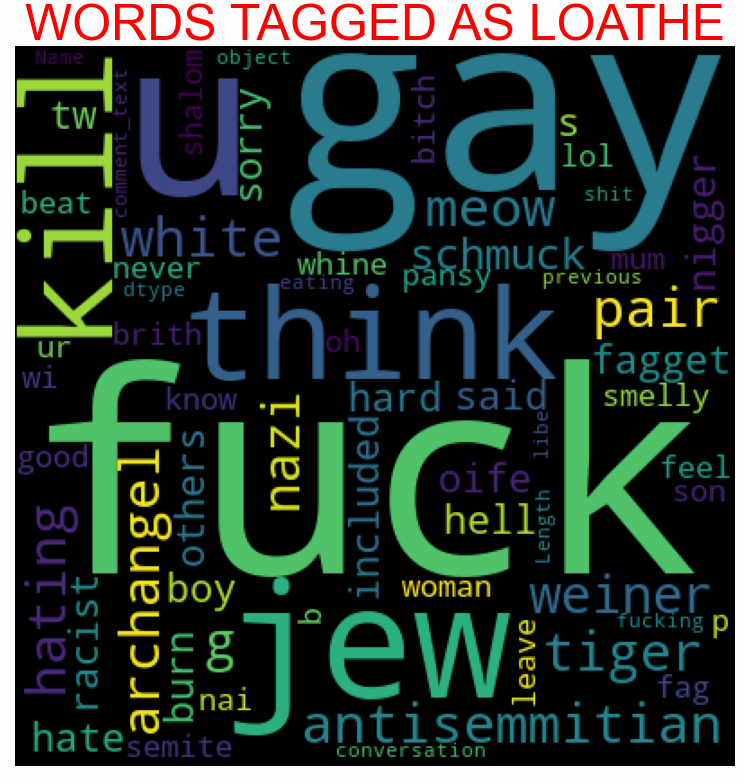 WORDS TAGGED AS LOATHE
Name
object
kill
u
gay
tw
comment_text
shalom
sorry
bitch
s
lol
shit
beat
white
meow
nigger
never
whine
schmuck
mum
dtype
eating
pansy
previous
think
pair
ur
brith
oh
fagget
wi
know
nazi
hard
said
smelly
fuck
good
archangel
others
included
libe
feel
oife
son
hell
Length
hating
racist
boy
woman
weiner
burn
g
b
jew
leave
fucking
p
tiger
nai
fag
hate
semite
antisemmitian
conversation